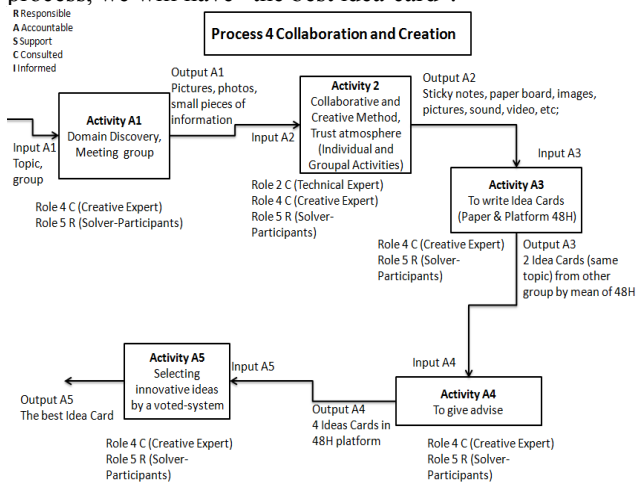 process, we will have "the best idea card".
R Responsible
A Accountable
S Support
C Consulted
I Informed
Process 4 Collaboration and Creation
Output A1
Pictures, photos,
small pieces of
information
Activity A1
Domain Discovery,
Meeting group
Input A1
Topic,
group
Role 4 C (Creative Expert)
Role 5 R (Solver-Participants)
Input A2
Activity 2
Collaborative and
Creative Method,
Trust atmosphere
(Individual and
Groupal Activities)
Role 2 C (Technical Expert)
Role 4 C (Creative Expert)
Role 5 R (Solver-
Participants)
Output A2
Sticky notes, paper board, images,
pictures, sound, video, etc;
Input A3
Activity A3
To write Idea Cards
(Paper & Platform 48H)
Role 4 C (Creative Expert)
Role 5 R (Solver-
Participants)
Output A3
2 Idea Cards (same
topic) from other
group by mean of 48H
Input A4
Activity A4
To give advise
Role 4 C (Creative Expert)
Role 5 R (Solver-
Participants)
Output A4
4 Ideas Cards in
48H platform
Input A5
Activity A5
Selecting
innovative ideas
by a voted-system
Role 4 C (Creative Expert)
Role 5 R (Solver-
Participants)
Output A5
The best Idea Card